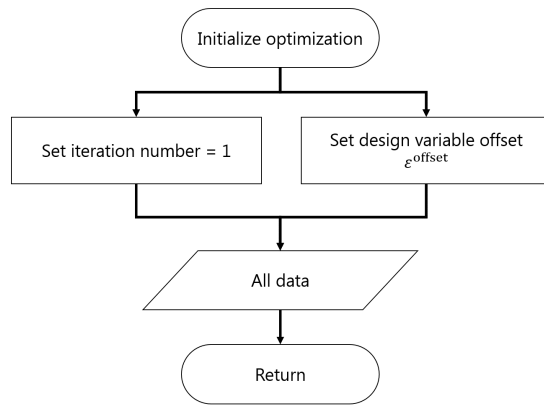 Initialize optimization
Set iteration number = 1
Set design variable offset
ε^offset
All data
Return